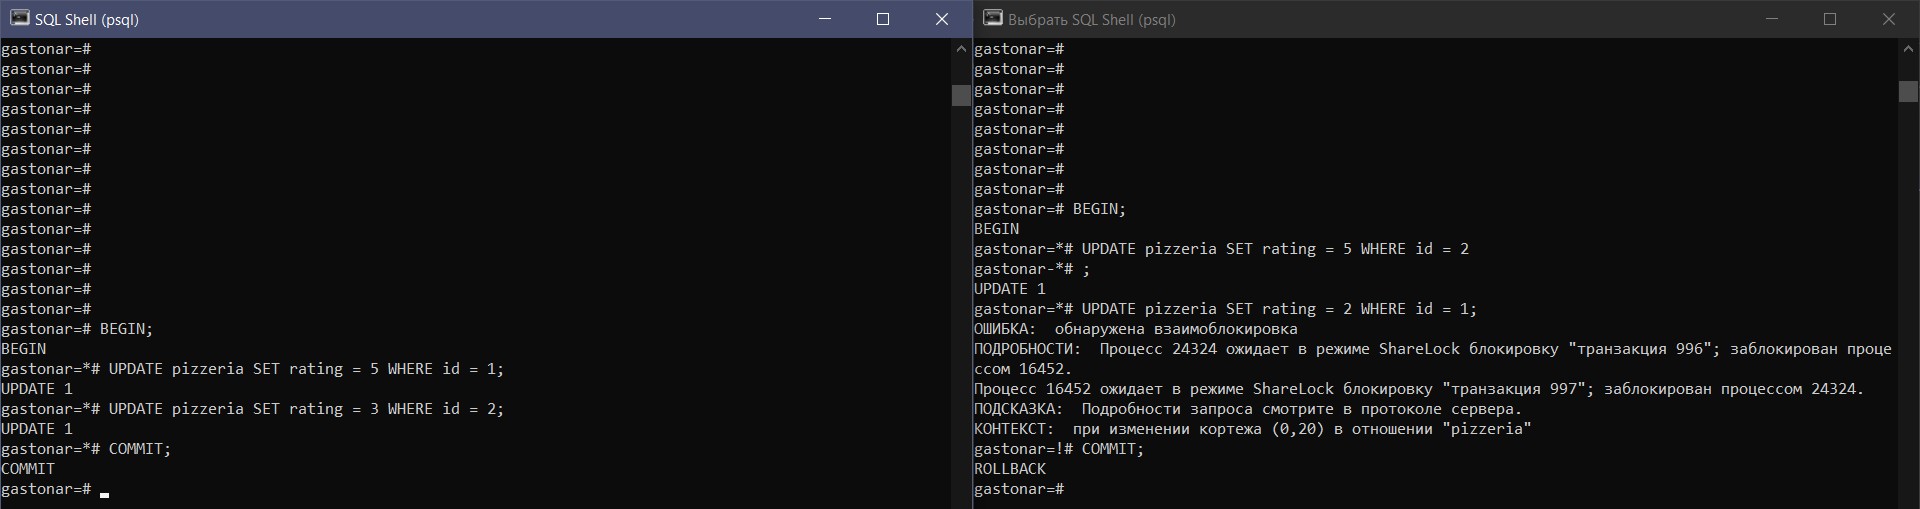 SQL Shell (psql)
gastonar=#
gastonar=#
gastonar=#
gastonar=#
gastonar=#
gastonar=#
gastonar=#
gastonar=#
gastonar=#
gastonar=#
gastonar=#
gastonar=#
gastonar=#
gastonar=#
gastonar=# BEGIN;
BEGIN
gastonar=*# UPDATE pizzeria SET rating = 5 WHERE id = 1;
UPDATE 1
gastonar=*# UPDATE pizzeria SET rating = 3 WHERE id = 2;
UPDATE 1
gastonar=*# COMMIT;
COMMIT
gastonar=#
Выбрать SQL Shell (psql)
gastonar=#
gastonar=#
gastonar=#
gastonar=#
gastonar=#
gastonar=#
gastonar=#
gastonar=#
gastonar=# BEGIN;
BEGIN
gastonar=*# UPDATE pizzeria SET rating = 5 WHERE id = 2
gastonar-*# ;
UPDATE 1
gastonar=*# UPDATE pizzeria SET rating = 2 WHERE id = 1;
ОШИБКА:  обнаружена взаимоблокировка
ПОДРОБНОСТИ:  Процесс 24324 ожидает в режиме ShareLock блокировку "транзакция 996"; заблокирован проце
ссом 16452.
Процесс 16452 ожидает в режиме ShareLock блокировку "транзакция 997"; заблокирован процессом 24324.
ПОДСКАЗКА:  Подробности запроса смотрите в протоколе сервера.
КОНТЕКСТ:  при изменении кортежа (0,20) в отношении "pizzeria"
gastonar=!# COMMIT;
ROLLBACK
gastonar=#